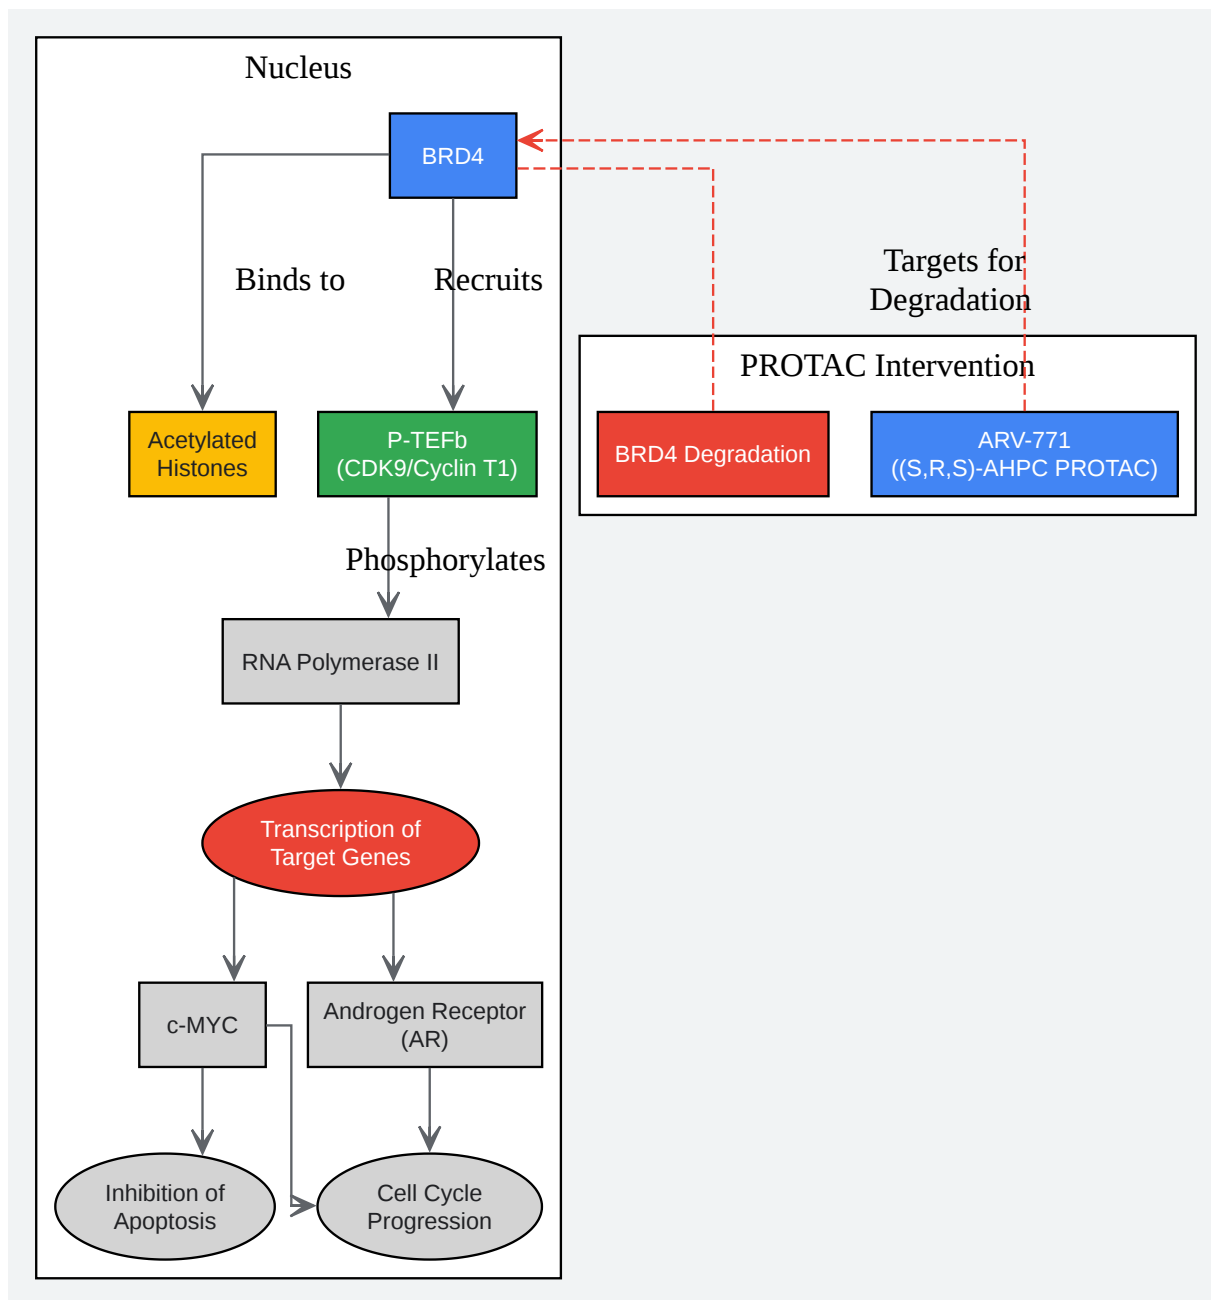 Nucleus
BRD4
Binds to
Recruits
Targets for
Degradation
PROTAC Intervention
Acetylated
Histones
P-TEFb
(CDK9/Cyclin T1)
BRD4 Degradation
ARV-771
((S,R,S)-AHPC PROTAC)
Phosphorylates
RNA Polymerase II
Transcription of
Target Genes
c-MYC
Androgen Receptor
(AR)
Inhibition of
Apoptosis
Cell Cycle
Progression